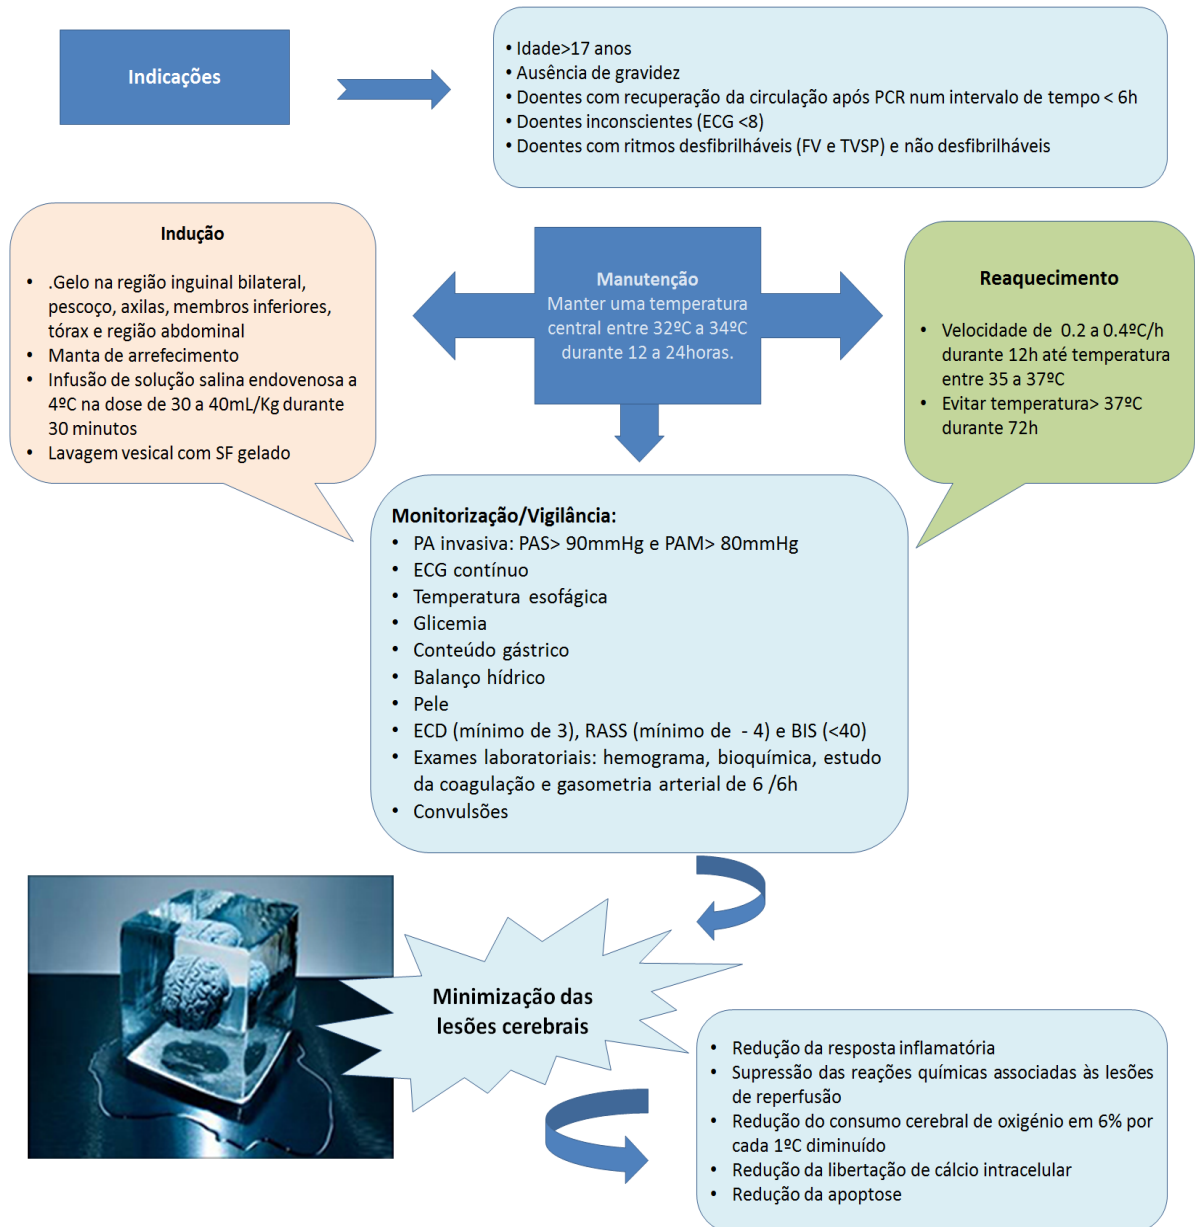 Indicações
• Idade>17 anos
• Ausência de gravidez
• Doentes com recuperação da circulação após PCR num intervalo de tempo < 6h
• Doentes inconscientes (ECG <8)
• Doentes com ritmos desfibrilháveis (FV e TVSP) e não desfibrilháveis
Indução
• .Gelo na região inguinal bilateral,
pescoço, axilas, membros inferiores,
tórax e região abdominal
• Manta de arrefecimento
• Infusão de solução salina endovenosa a
4ºC na dose de 30 a 40mL/Kg durante
30 minutos
• Lavagem vesical com SF gelado
Manutenção
Manter uma temperatura
central entre 32ºC a 34ºC
durante 12 a 24horas.
Reaquecimento
• Velocidade de 0.2 a 0.4ºC/h
durante 12h até temperatura
entre 35 a 37ºC
• Evitar temperatura> 37ºC
durante 72h
Monitorização/Vigilância:
• PA invasiva: PAS> 90mmHg e PAM> 80mmHg
• ECG contínuo
• Temperatura esofágica
• Glicemia
• Conteúdo gástrico
• Balanço hídrico
• Pele
• ECD (mínimo de 3), RASS (mínimo de - 4) e BIS (<40)
• Exames laboratoriais: hemograma, bioquímica, estudo
da coagulação e gasometria arterial de 6 /6h
• Convulsões
Minimização das
lesões cerebrais
• Redução da resposta inflamatória
• Supressão das reações químicas associadas às lesões
de reperfusão
• Redução do consumo cerebral de oxigénio em 6% por
cada 1ºC diminuído
• Redução da libertação de cálcio intracelular
• Redução da apoptose